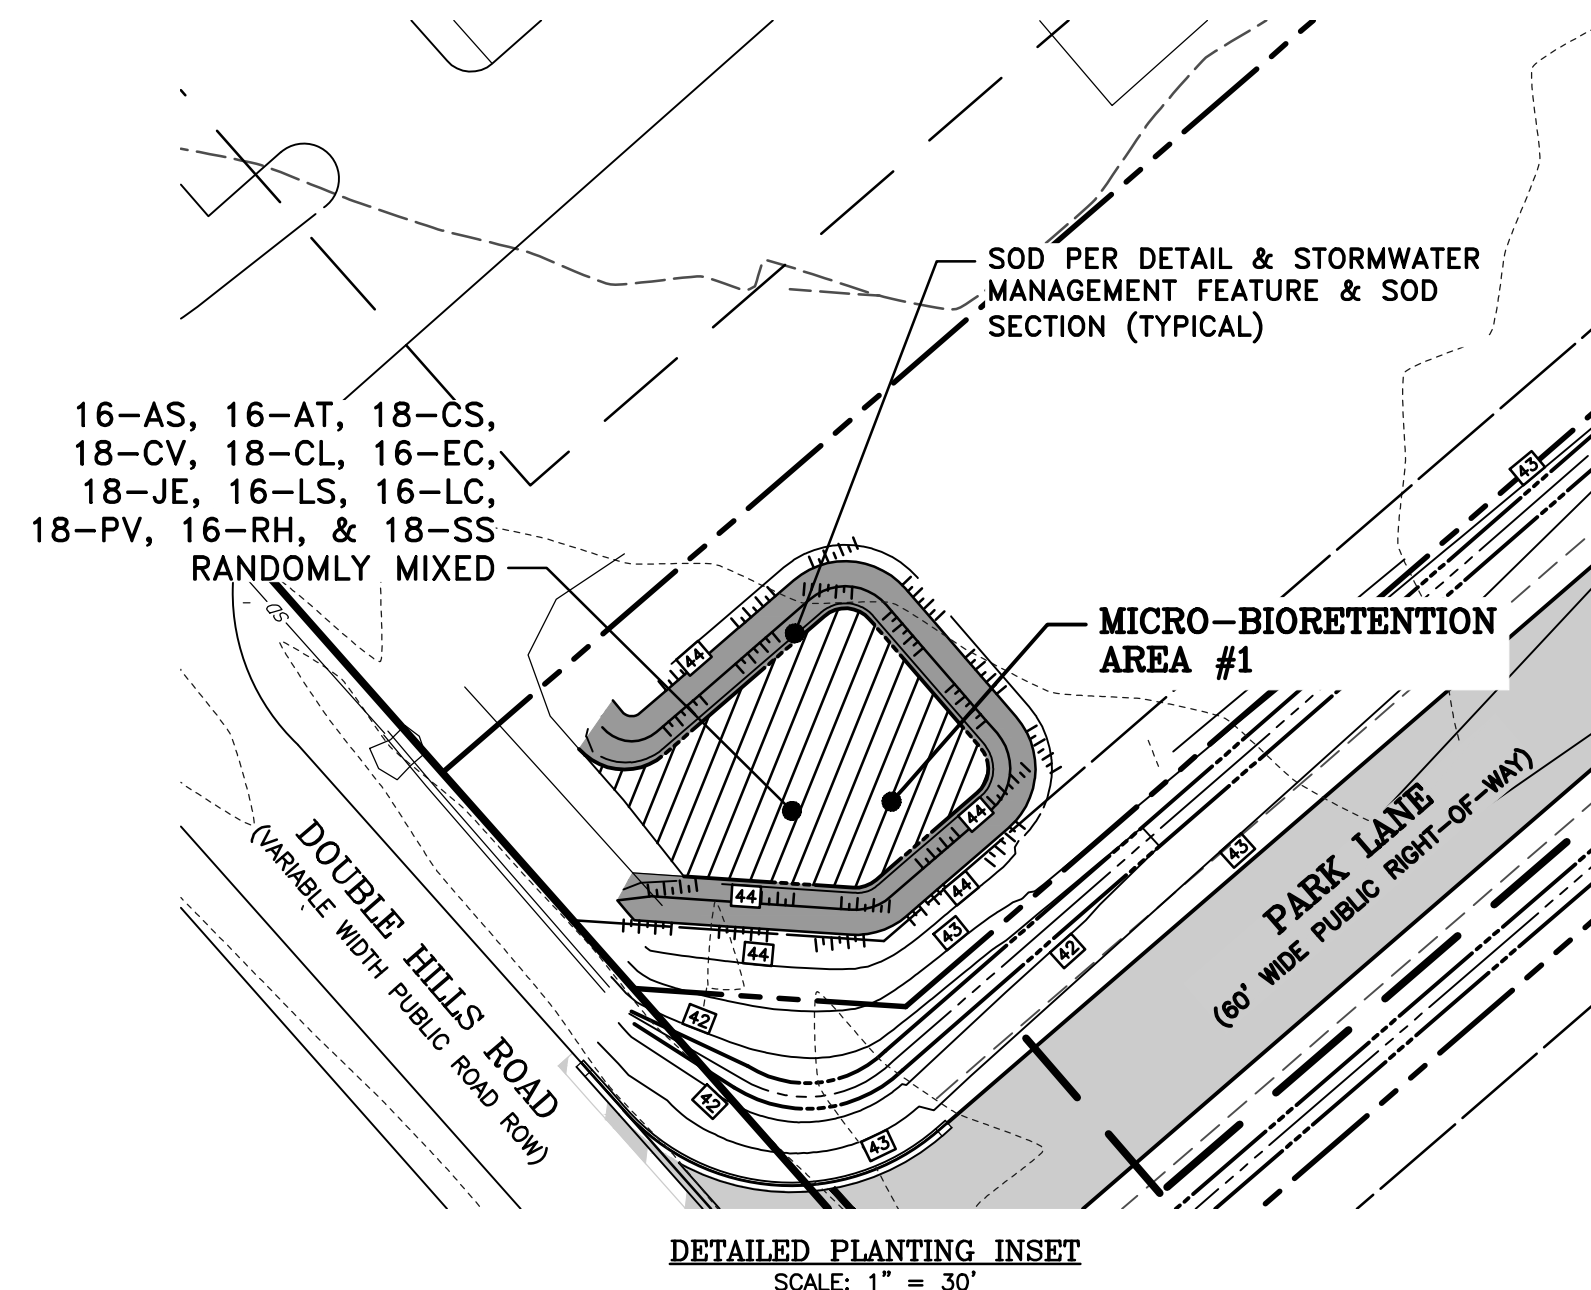 SOD PER DETAIL & STORMWATER
MANAGEMENT FEATURE & SOD
SECTION (TYPICAL)
16-AS, 16-AT, 18-CS,
18-CV, 18-CL, 16-EC,
18-JE, 16-LS, 16-LC,
18-PV, 16-RH, & 18-SS
RANDOMLY MIXED
43
SD
MICRO-BIORETENTION
AREA #1
44
44
44
44
44
43
43
42
42
42
43
DOUBLE HILLS ROAD
(VARIABLE WIDTH PUBLIC ROAD ROW)
PARK LANE
(60' WIDE PUBLIC RIGHT-OF-WAY)
DETAILED PLANTING INSET
SCALE: 1" = 30'